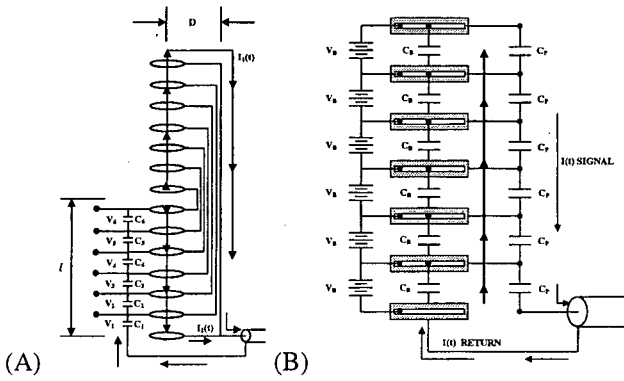 D
I₁(t)
V₆ C₆
V₅ C₅
V₄ C₄
V₃ C₃
V₂ C₂
V₁ C₁
l
I₂(t)
(A)
V_B C_B C_P
V_B C_B C_P
V_B C_B C_P
I(t) SIGNAL
V_B C_B C_P
V_B C_B C_P
V_B C_B C_P
I(t) RETURN
(B)